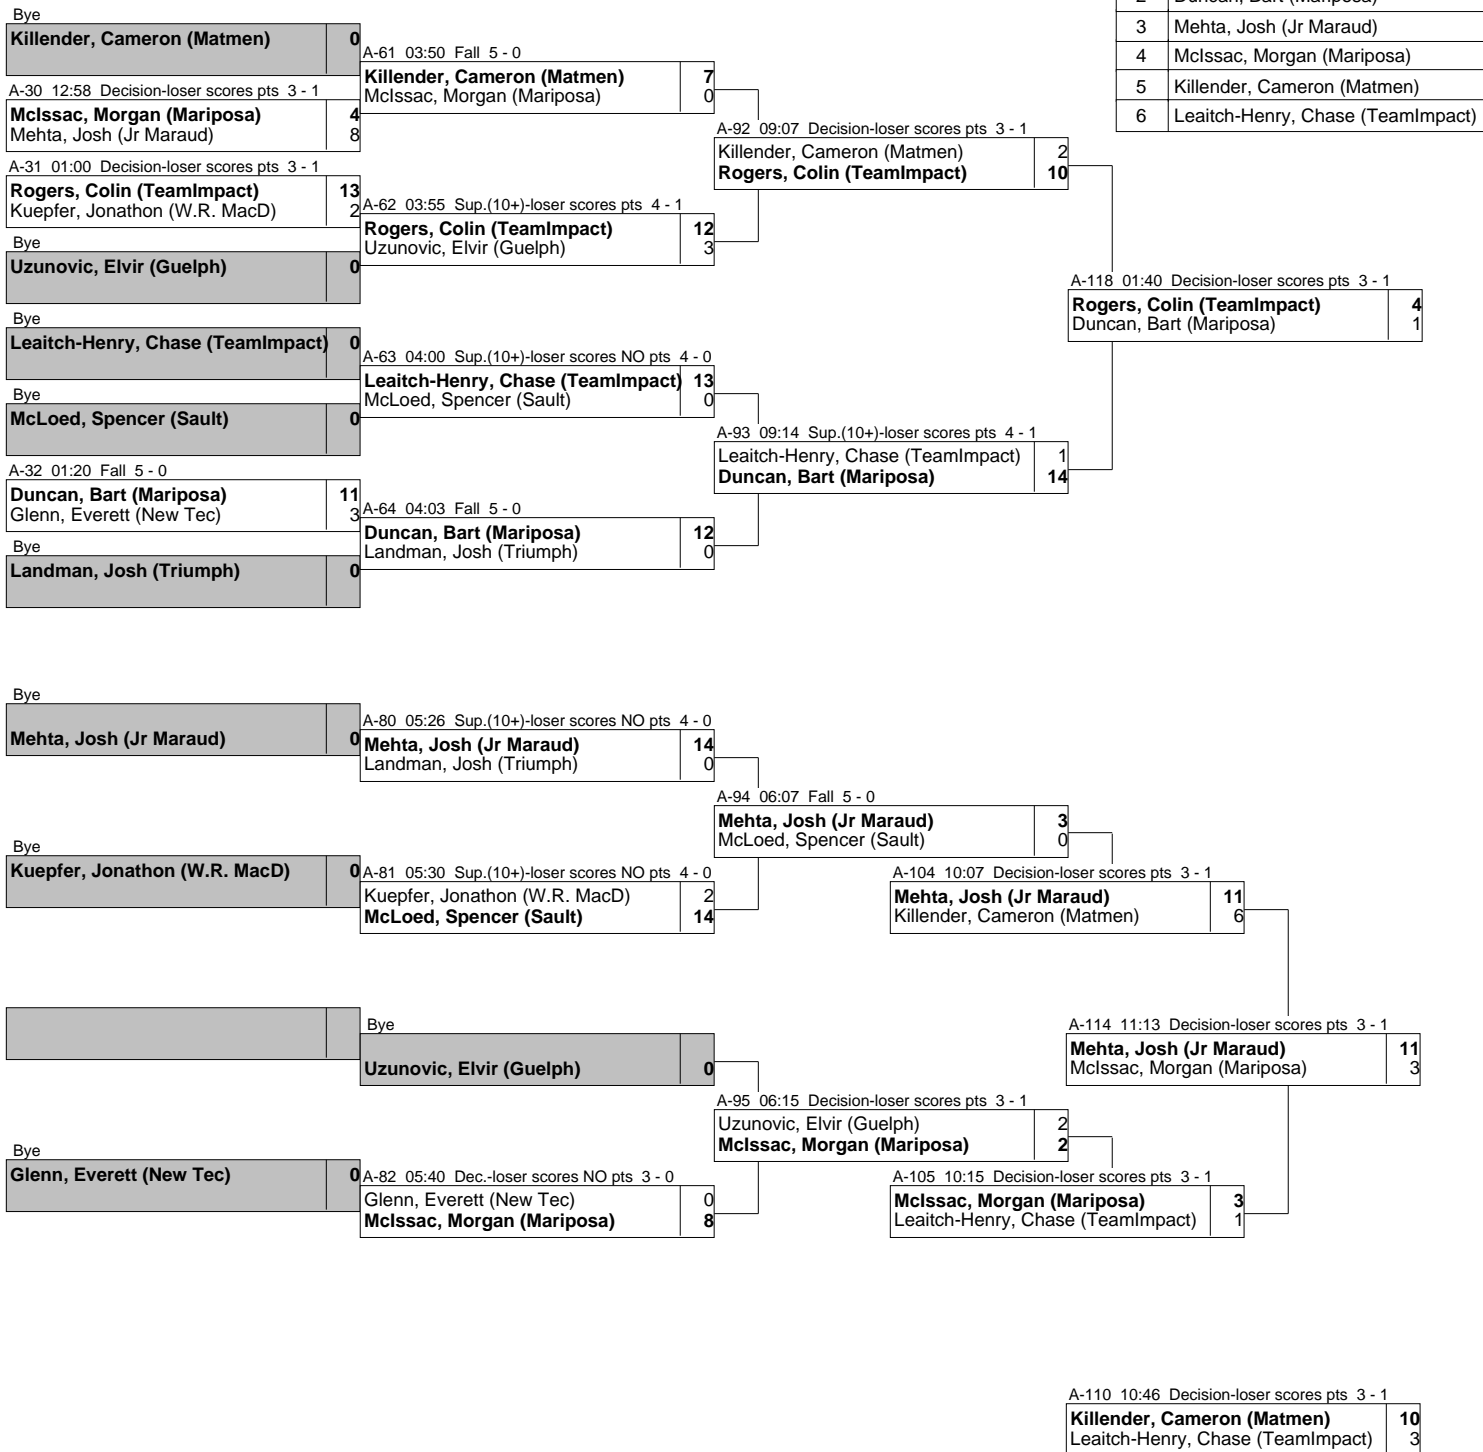 2 Duncan, Bart (Mariposa)
3 Mehta, Josh (Jr Maraud)
4 McIssac, Morgan (Mariposa)
5 Killender, Cameron (Matmen)
6 Leaitch-Henry, Chase (TeamImpact)
Bye
Killender, Cameron (Matmen) 0
A-30 12:58 Decision-loser scores pts 3 - 1
McIssac, Morgan (Mariposa) 4
Mehta, Josh (Jr Maraud) 8
A-31 01:00 Decision-loser scores pts 3 - 1
Rogers, Colin (TeamImpact) 13
Kuepfer, Jonathon (W.R. MacD) 2
Bye
Uzunovic, Elvir (Guelph) 0
Bye
Leaitch-Henry, Chase (TeamImpact) 0
Bye
McLoed, Spencer (Sault) 0
A-32 01:20 Fall 5 - 0
Duncan, Bart (Mariposa) 11
Glenn, Everett (New Tec) 3
Bye
Landman, Josh (Triumph) 0
A-61 03:50 Fall 5 - 0
Killender, Cameron (Matmen) 7
McIssac, Morgan (Mariposa) 0
A-62 03:55 Sup.(10+)-loser scores pts 4 - 1
Rogers, Colin (TeamImpact) 12
Uzunovic, Elvir (Guelph) 3
A-63 04:00 Sup.(10+)-loser scores NO pts 4 - 0
Leaitch-Henry, Chase (TeamImpact) 13
McLoed, Spencer (Sault) 0
A-64 04:03 Fall 5 - 0
Duncan, Bart (Mariposa) 12
Landman, Josh (Triumph) 0
A-92 09:07 Decision-loser scores pts 3 - 1
Killender, Cameron (Matmen) 2
Rogers, Colin (TeamImpact) 10
A-93 09:14 Sup.(10+)-loser scores pts 4 - 1
Leaitch-Henry, Chase (TeamImpact) 1
Duncan, Bart (Mariposa) 14
A-118 01:40 Decision-loser scores pts 3 - 1
Rogers, Colin (TeamImpact) 4
Duncan, Bart (Mariposa) 1
Bye
Mehta, Josh (Jr Maraud) 0
Bye
Kuepfer, Jonathon (W.R. MacD) 0
Bye
Glenn, Everett (New Tec) 0
A-80 05:26 Sup.(10+)-loser scores NO pts 4 - 0
Mehta, Josh (Jr Maraud) 14
Landman, Josh (Triumph) 0
A-81 05:30 Sup.(10+)-loser scores NO pts 4 - 0
Kuepfer, Jonathon (W.R. MacD) 2
McLoed, Spencer (Sault) 14
Bye
Uzunovic, Elvir (Guelph) 0
A-82 05:40 Dec.-loser scores NO pts 3 - 0
Glenn, Everett (New Tec) 0
McIssac, Morgan (Mariposa) 8
A-94 06:07 Fall 5 - 0
Mehta, Josh (Jr Maraud) 3
McLoed, Spencer (Sault) 0
A-95 06:15 Decision-loser scores pts 3 - 1
Uzunovic, Elvir (Guelph) 2
McIssac, Morgan (Mariposa) 2
A-104 10:07 Decision-loser scores pts 3 - 1
Mehta, Josh (Jr Maraud) 11
Killender, Cameron (Matmen) 6
A-105 10:15 Decision-loser scores pts 3 - 1
McIssac, Morgan (Mariposa) 3
Leaitch-Henry, Chase (TeamImpact) 1
A-114 11:13 Decision-loser scores pts 3 - 1
Mehta, Josh (Jr Maraud) 11
McIssac, Morgan (Mariposa) 3
A-110 10:46 Decision-loser scores pts 3 - 1
Killender, Cameron (Matmen) 10
Leaitch-Henry, Chase (TeamImpact) 3